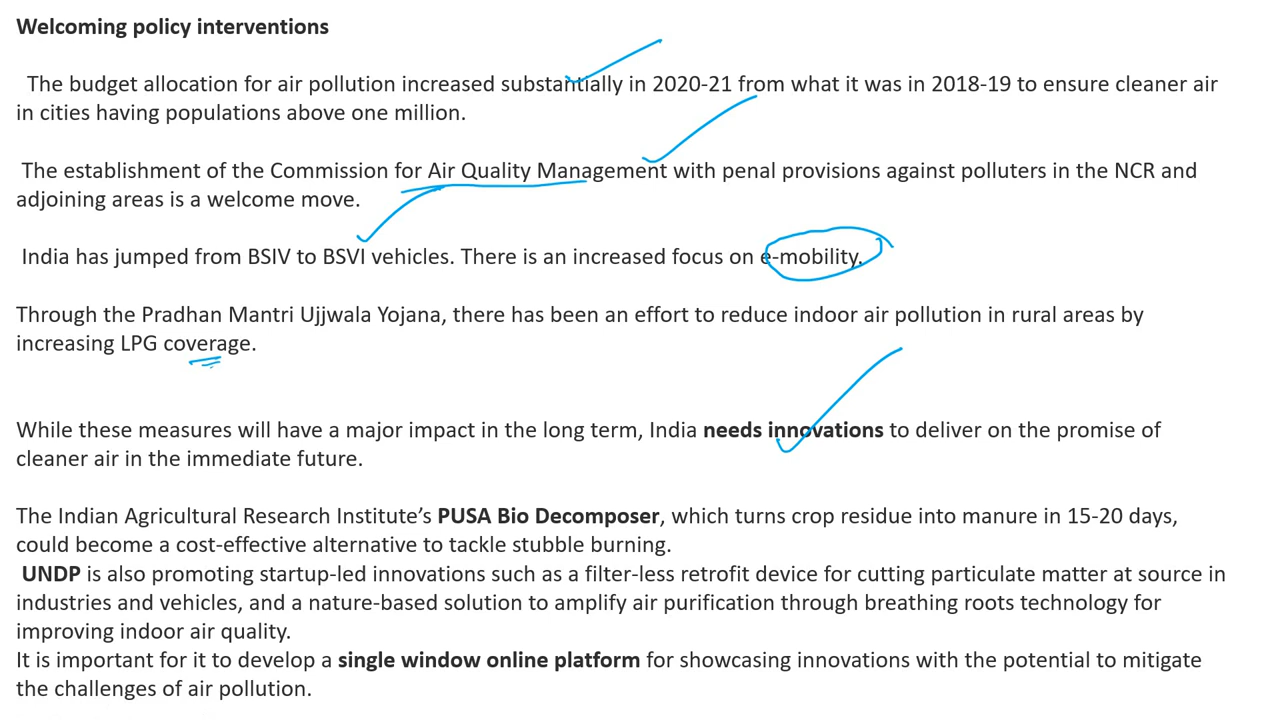 Welcoming policy interventions
The budget allocation for air pollution increased substantially in 2020-21 from what it was in 2018-19 to ensure cleaner air
in cities having populations above one million.
The establishment of the Commission for Air Quality Management with penal provisions against polluters in the NCR and
adjoining areas is a welcome move.
India has jumped from BSIV to BSVI vehicles. There is an increased focus on e-mobility.
Through the Pradhan Mantri Ujjwala Yojana, there has been an effort to reduce indoor air pollution in rural areas by
increasing LPG coverage.
While these measures will have a major impact in the long term, India needs innovations to deliver on the promise of
cleaner air in the immediate future.
The Indian Agricultural Research Institute’s PUSA Bio Decomposer, which turns crop residue into manure in 15-20 days,
could become a cost-effective alternative to tackle stubble burning.
UNDP is also promoting startup-led innovations such as a filter-less retrofit device for cutting particulate matter at source in
industries and vehicles, and a nature-based solution to amplify air purification through breathing roots technology for
improving indoor air quality.
It is important for it to develop a single window online platform for showcasing innovations with the potential to mitigate
the challenges of air pollution.